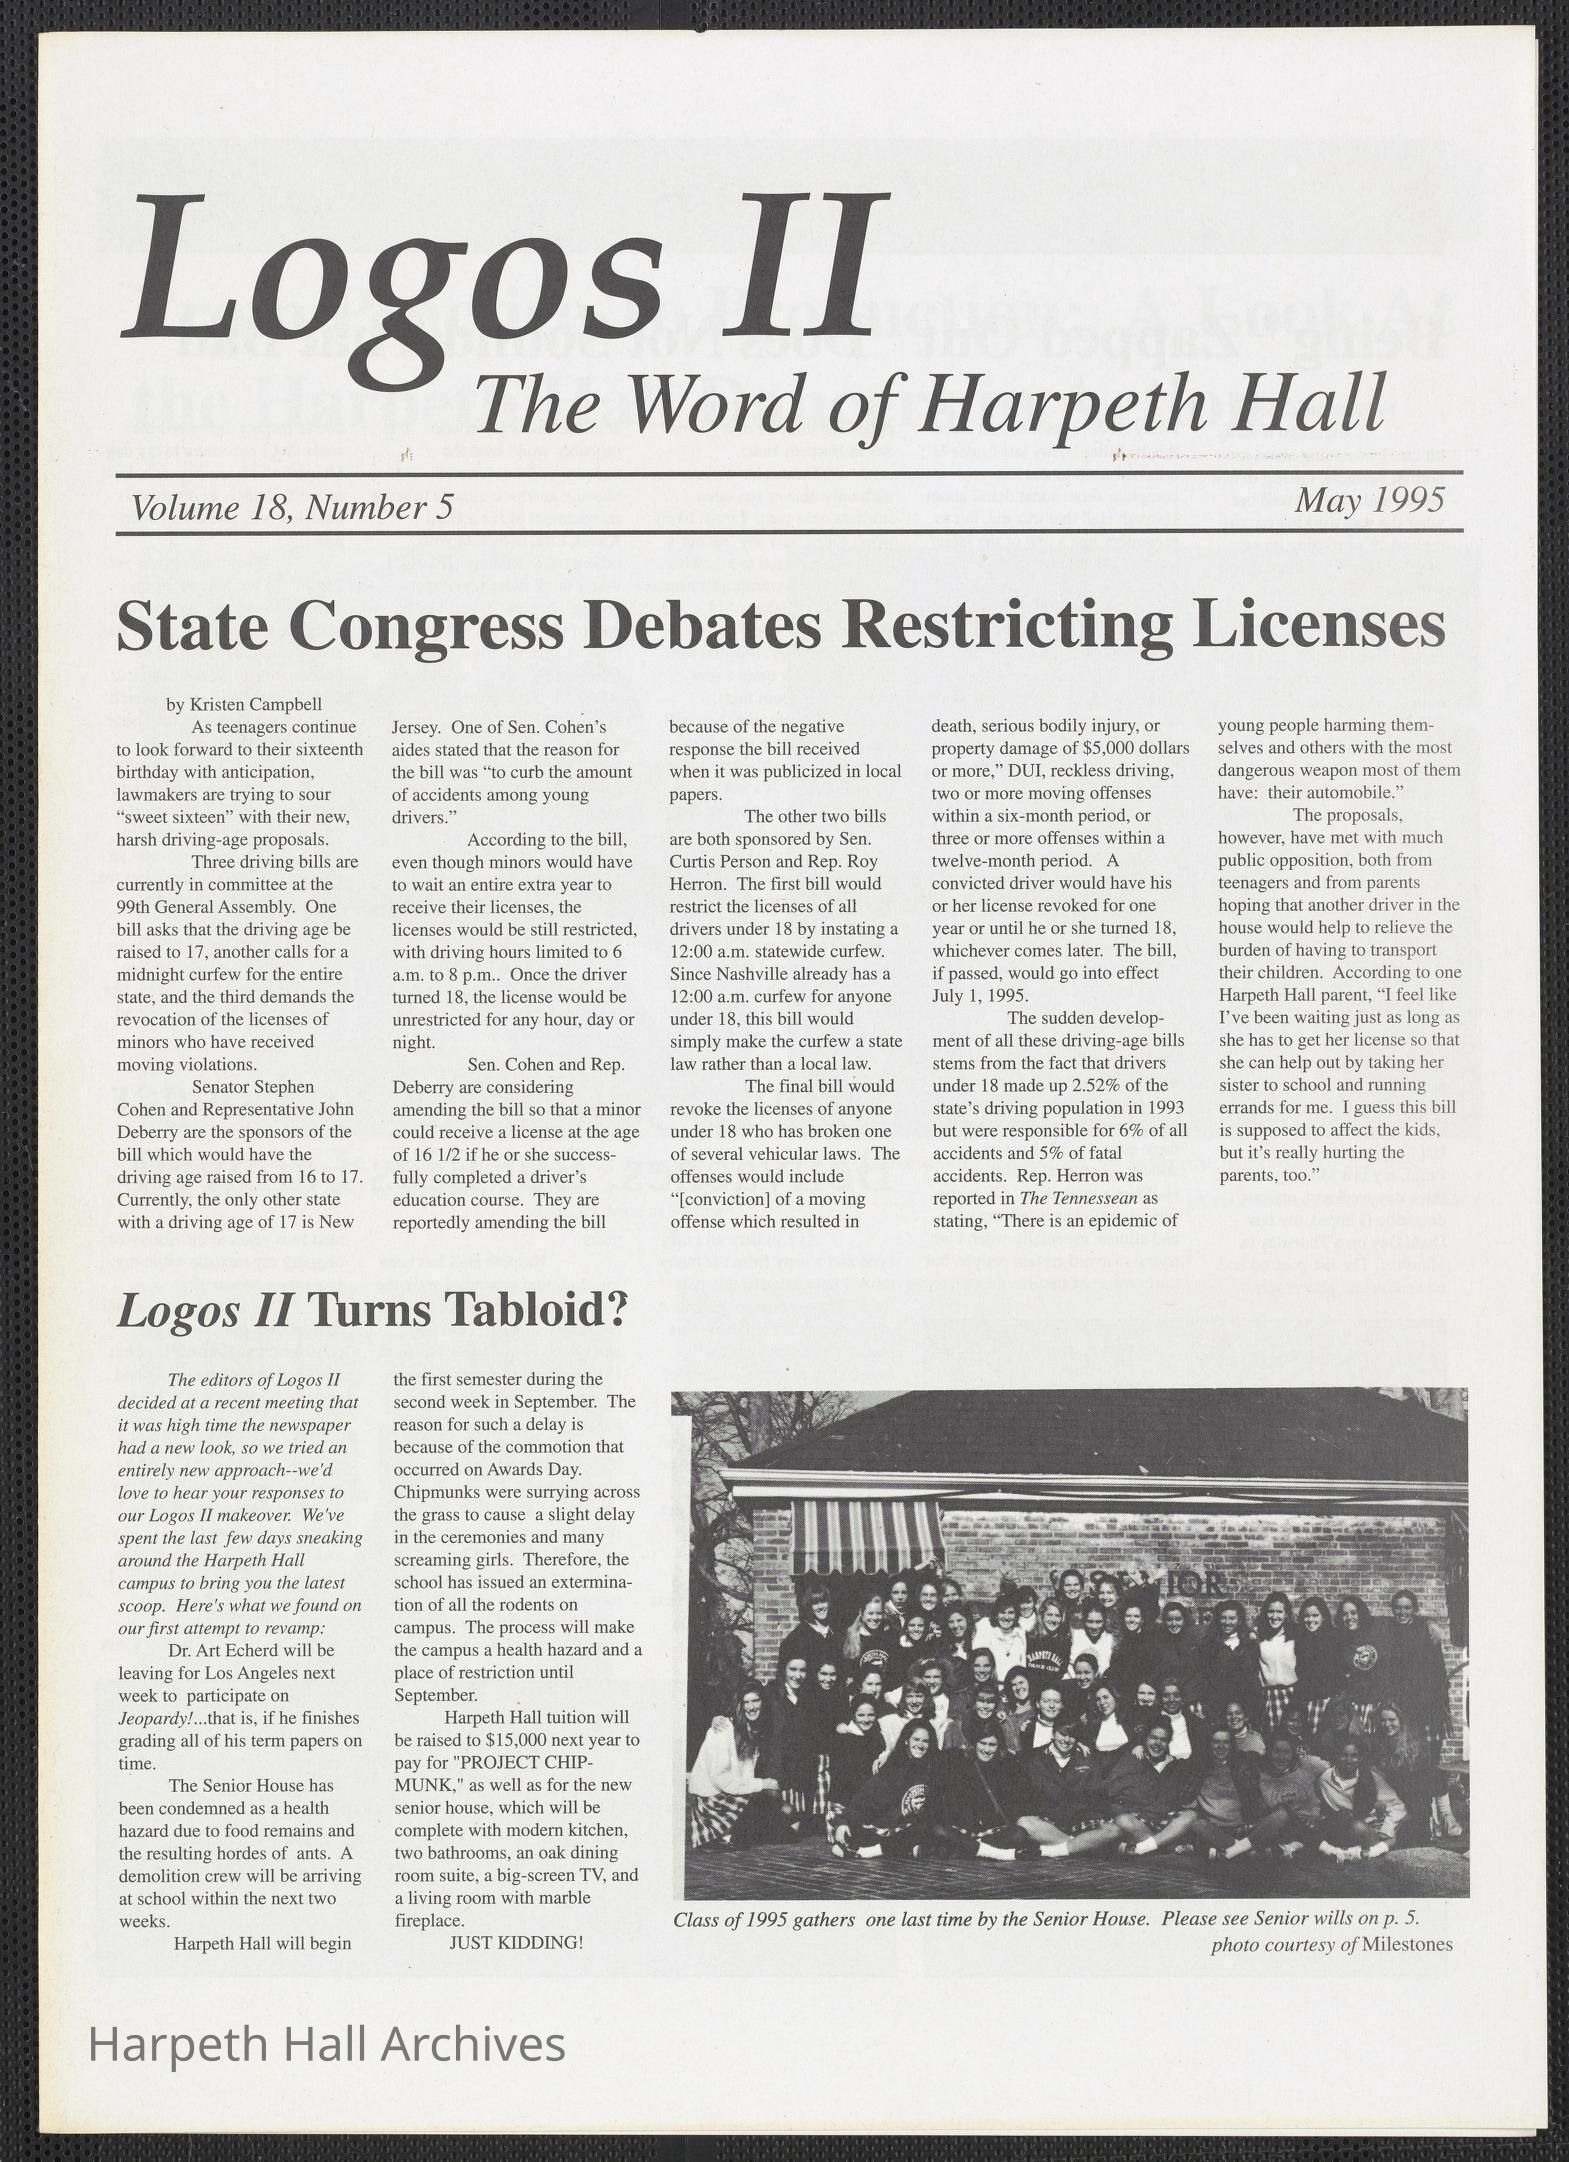 Logos II
The Word of Harpeth Hall
Volume 18, Number 5
May 1995
State Congress Debates Restricting Licenses
by Kristen Campbell
As teenagers continue
to look forward to their sixteenth
birthday with anticipation,
lawmakers are trying to sour
“sweet sixteen” with their new,
harsh driving-age proposals.
Three driving bills are
currently in committee at the
99th General Assembly. One
bill asks that the driving age be
raised to 17, another calls for a
midnight curfew for the entire
state, and the third demands the
revocation of the licenses of
minors who have received
moving violations.
Senator Stephen
Cohen and Representative John
Deberry are the sponsors of the
bill which would have the
driving age raised from 16 to 17.
Currently, the only other state
with a driving age of 17 is New
Jersey. One of Sen. Cohen’s
aides stated that the reason for
the bill was “to curb the amount
of accidents among young
drivers.”
According to the bill,
even though minors would have
to wait an entire extra year to
receive their licenses, the
licenses would be still restricted,
with driving hours limited to 6
a.m. to 8 p.m.. Once the driver
turned 18, the license would be
unrestricted for any hour, day or
night.
Sen. Cohen and Rep.
Deberry are considering
amending the bill so that a minor
could receive a license at the age
of 16 1/2 if he or she success-
fully completed a driver’s
education course. They are
reportedly amending the bill
because of the negative
response the bill received
when it was publicized in local
papers.
The other two bills
are both sponsored by Sen.
Curtis Person and Rep. Roy
Herron. The first bill would
restrict the licenses of all
drivers under 18 by instating a
12:00 a.m. statewide curfew.
Since Nashville already has a
12:00 a.m. curfew for anyone
under 18, this bill would
simply make the curfew a state
law rather than a local law.
The final bill would
revoke the licenses of anyone
under 18 who has broken one
of several vehicular laws. The
offenses would include
“[conviction] of a moving
offense which resulted in
death, serious bodily injury, or
property damage of $5,000 dollars
or more,” DUI, reckless driving,
two or more moving offenses
within a six-month period, or
three or more offenses within a
twelve-month period. A
convicted driver would have his
or her license revoked for one
year or until he or she turned 18,
whichever comes later. The bill,
if passed, would go into effect
July 1, 1995.
The sudden develop-
ment of all these driving-age bills
stems from the fact that drivers
under 18 made up 2.52% of the
state’s driving population in 1993
but were responsible for 6% of all
accidents and 5% of fatal
accidents. Rep. Herron was
reported in The Tennessean as
stating, “There is an epidemic of
young people harming them-
selves and others with the most
dangerous weapon most of them
have: their automobile.”
The proposals,
however, have met with much
public opposition, both from
teenagers and from parents
hoping that another driver in the
house would help to relieve the
burden of having to transport
their children. According to one
Harpeth Hall parent, “I feel like
I’ve been waiting just as long as
she has to get her license so that
she can help out by taking her
sister to school and running
errands for me. I guess this bill
is supposed to affect the kids,
but it’s really hurting the
parents, too.”
Logos II Turns Tabloid?
The editors of Logos II
decided at a recent meeting that
it was high time the newspaper
had a new look, so we tried an
entirely new approach--we'd
love to hear your responses to
our Logos II makeover. We've
spent the last few days sneaking
around the Harpeth Hall
campus to bring you the latest
scoop. Here's what we found on
our first attempt to revamp:
Dr. Art Echerd will be
leaving for Los Angeles next
week to participate on
Jeopardy!...that is, if he finishes
grading all of his term papers on
time.
The Senior House has
been condemned as a health
hazard due to food remains and
the resulting hordes of ants. A
demolition crew will be arriving
at school within the next two
weeks.
Harpeth Hall will begin
the first semester during the
second week in September. The
reason for such a delay is
because of the commotion that
occurred on Awards Day.
Chipmunks were surrying across
the grass to cause a slight delay
in the ceremonies and many
screaming girls. Therefore, the
school has issued an extermina-
tion of all the rodents on
campus. The process will make
the campus a health hazard and a
place of restriction until
September.
Harpeth Hall tuition will
be raised to $15,000 next year to
pay for "PROJECT CHIP-
MUNK," as well as for the new
senior house, which will be
complete with modern kitchen,
two bathrooms, an oak dining
room suite, a big-screen TV, and
a living room with marble
fireplace.
JUST KIDDING!
SENIOR
HARPETH HALL
Class of 1995 gathers one last time by the Senior House. Please see Senior wills on p. 5.
photo courtesy of Milestones
Harpeth Hall Archives